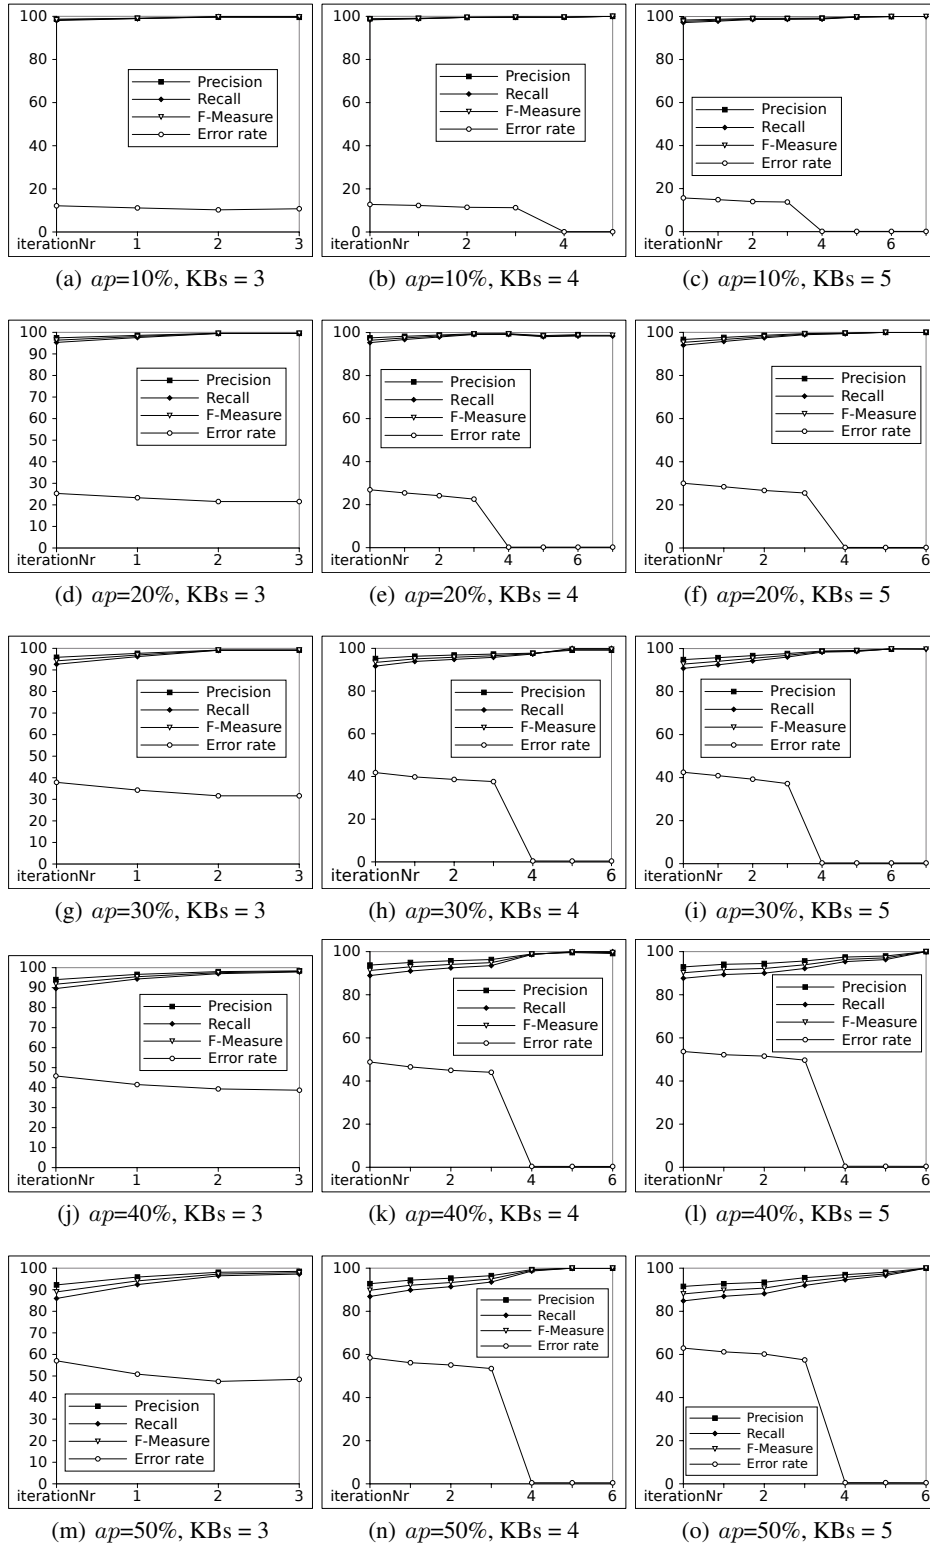 100
80
60
40
20
0
Precision
Recall
F-Measure
Error rate
iterationNr 1 2 3
(a) ap=10%, KBs = 3
100
80
60
40
20
0
Precision
Recall
F-Measure
Error rate
iterationNr 2 4 6
(b) ap=10%, KBs = 4
100
80
60
40
20
0
Precision
Recall
F-Measure
Error rate
iterationNr 2 4 6 7
(c) ap=10%, KBs = 5
100
90
80
70
60
50
40
30
20
10
0
Precision
Recall
F-Measure
Error rate
iterationNr 1 2 3
(d) ap=20%, KBs = 3
100
80
60
40
20
0
Precision
Recall
F-Measure
Error rate
iterationNr 2 4 6 7
(e) ap=20%, KBs = 4
100
80
60
40
20
0
Precision
Recall
F-Measure
Error rate
iterationNr 2 4 6
(f) ap=20%, KBs = 5
100
90
80
70
60
50
40
30
20
10
0
Precision
Recall
F-Measure
Error rate
iterationNr 1 2 3
(g) ap=30%, KBs = 3
100
80
60
40
20
0
Precision
Recall
F-Measure
Error rate
iterationNr 2 4 6
(h) ap=30%, KBs = 4
100
80
60
40
20
0
Precision
Recall
F-Measure
Error rate
iterationNr 2 4 6 7
(i) ap=30%, KBs = 5
100
90
80
70
60
50
40
30
20
10
0
Precision
Recall
F-Measure
Error rate
iterationNr 1 2 3
(j) ap=40%, KBs = 3
100
80
60
40
20
0
Precision
Recall
F-Measure
Error rate
iterationNr 2 4 6
(k) ap=40%, KBs = 4
100
80
60
40
20
0
Precision
Recall
F-Measure
Error rate
iterationNr 2 4 6
(l) ap=40%, KBs = 5
100
90
80
70
60
50
40
30
20
10
0
Precision
Recall
F-Measure
Error rate
iterationNr 1 2 3
(m) ap=50%, KBs = 3
100
80
60
40
20
0
Precision
Recall
F-Measure
Error rate
iterationNr 2 4 6
(n) ap=50%, KBs = 4
100
80
60
40
20
0
Precision
Recall
F-Measure
Error rate
iterationNr 2 4 6
(o) ap=50%, KBs = 5